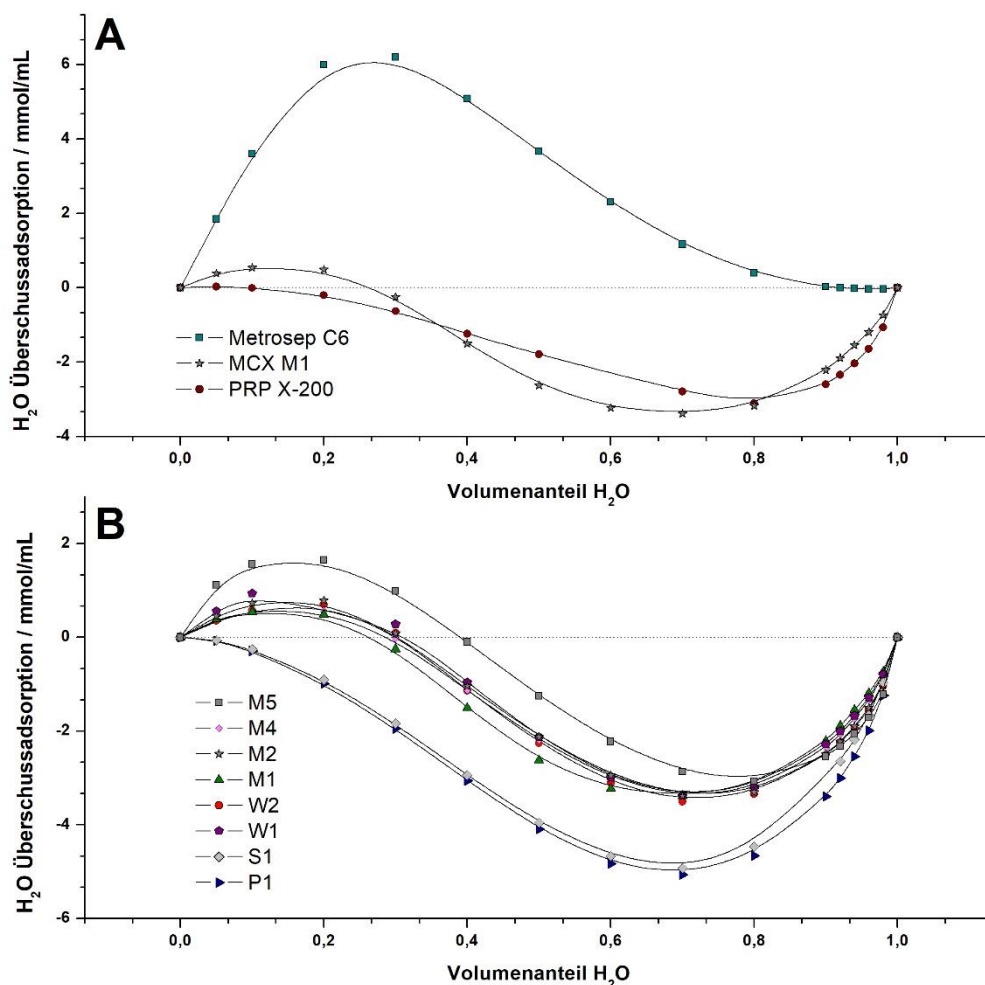 A
H₂O Überschussadsorption / mmol/mL
6
4
2
0
-2
-4
Metrosep C6
MCX M1
PRP X-200
0,0 0,2 0,4 0,6 0,8 1,0
Volumenanteil H₂O
B
H₂O Überschussadsorption / mmol/mL
2
0
-2
-4
-6
M5
M4
M2
M1
W2
W1
S1
P1
0,0 0,2 0,4 0,6 0,8 1,0
Volumenanteil H₂O